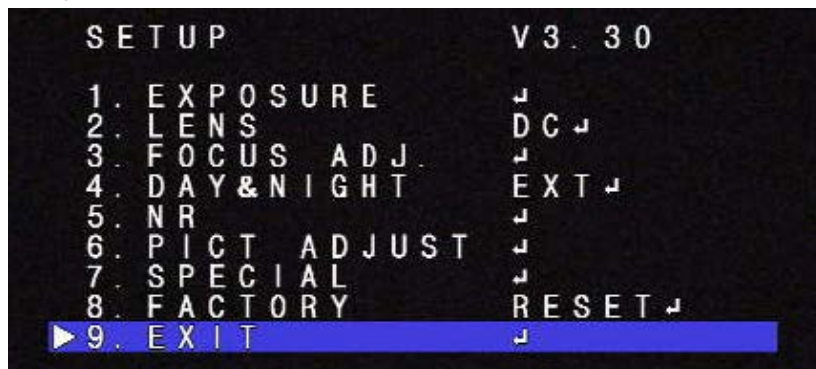 SETUP V3.30
1. EXPOSURE ↲
2. LENS DC↲
3. FOCUS ADJ. ↲
4. DAY&NIGHT EXT↲
5. NR ↲
6. PICT ADJUST ↲
7. SPECIAL ↲
8. FACTORY RESET↲
▶9. EXIT ↲